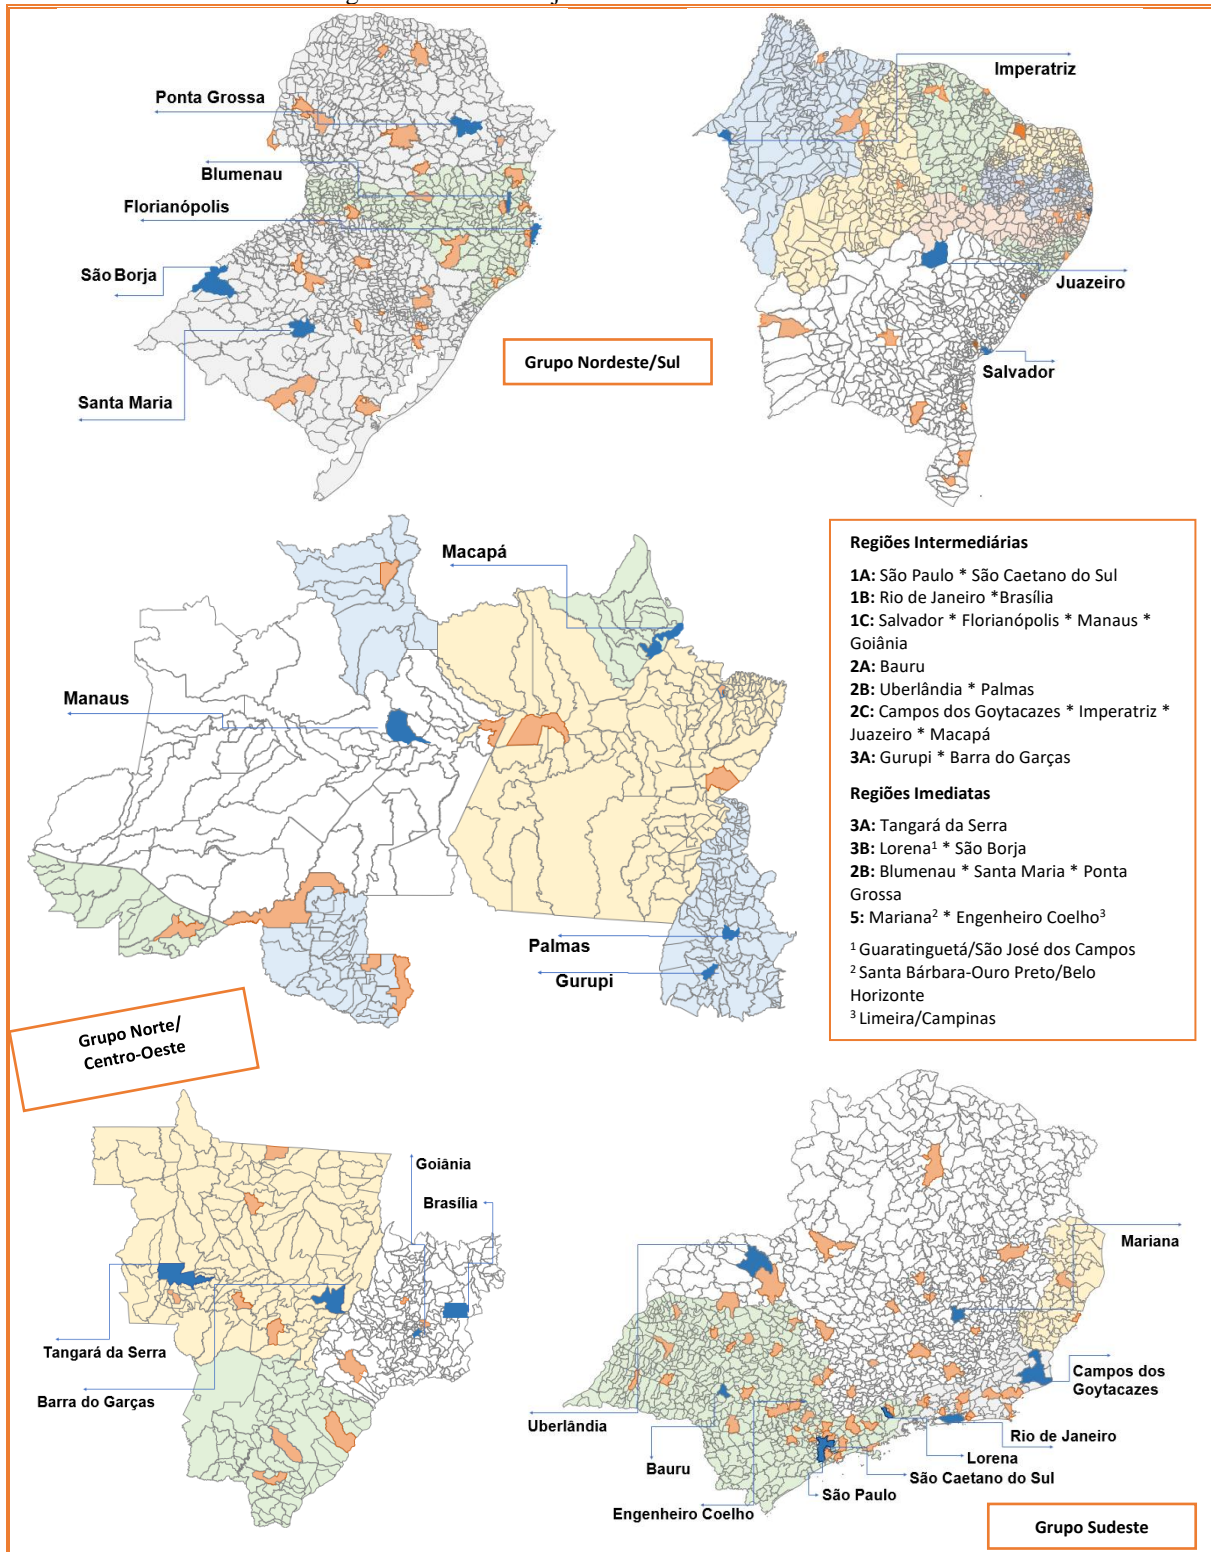 Ponta Grossa
Blumenau
Florianópolis
São Borja
Santa Maria
Imperatriz
Juazeiro
Salvador
Grupo Nordeste/Sul
Macapá
Manaus
Palmas
Gurupi
Regiões Intermediárias
1A: São Paulo * São Caetano do Sul
1B: Rio de Janeiro *Brasília
1C: Salvador * Florianópolis * Manaus *
Goiânia
2A: Bauru
2B: Uberlândia * Palmas
2C: Campos dos Goytacazes * Imperatriz *
Juazeiro * Macapá
3A: Gurupi * Barra do Garças
Regiões Imediatas
3A: Tangará da Serra
3B: Lorena¹ * São Borja
2B: Blumenau * Santa Maria * Ponta
Grossa
5: Mariana² * Engenheiro Coelho³
¹ Guaratinguetá/São José dos Campos
² Santa Bárbara-Ouro Preto/Belo
Horizonte
³ Limeira/Campinas
Grupo Norte/
Centro-Oeste
Goiânia
Brasília
Tangará da Serra
Barra do Garças
Mariana
Campos dos
Goytacazes
Uberlândia
Rio de Janeiro
Bauru
Lorena
São Caetano do Sul
São Paulo
Engenheiro Coelho
Grupo Sudeste